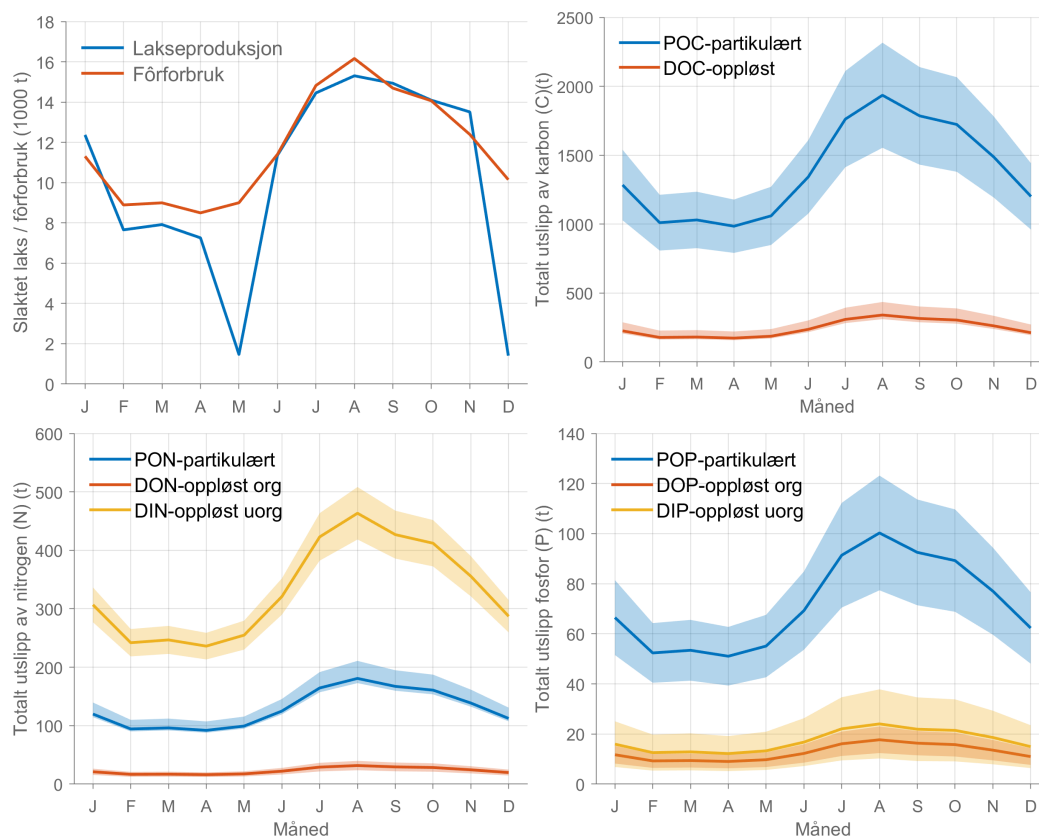 Slaktet laks / fôrforbruk (1000 t)
18
16
14
12
10
8
6
4
2
0
Lakseproduksjon
Fôrforbruk
J F M A M J J A S O N D
Totalt utslipp av karbon (C)(t)
2500
2000
1500
1000
500
0
POC-partikulært
DOC-oppløst
J F M A M J J A S O N D
Måned
Totalt utslipp av nitrogen (N) (t)
600
500
400
300
200
100
0
PON-partikulært
DON-oppløst org
DIN-oppløst uorg
J F M A M J J A S O N D
Måned
Totalt utslipp fosfor (P) (t)
140
120
100
80
60
40
20
0
POP-partikulært
DOP-oppløst org
DIP-oppløst uorg
J F M A M J J A S O N D
Måned